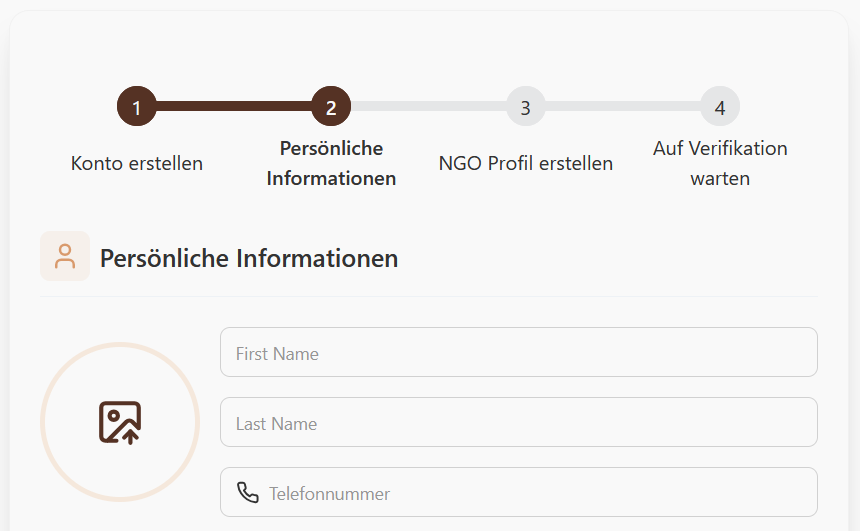 1
2
3
4
Konto erstellen
Persönliche
Informationen
NGO Profil erstellen
Auf Verifikation
warten
Persönliche Informationen
First Name
Last Name
Telefonnummer